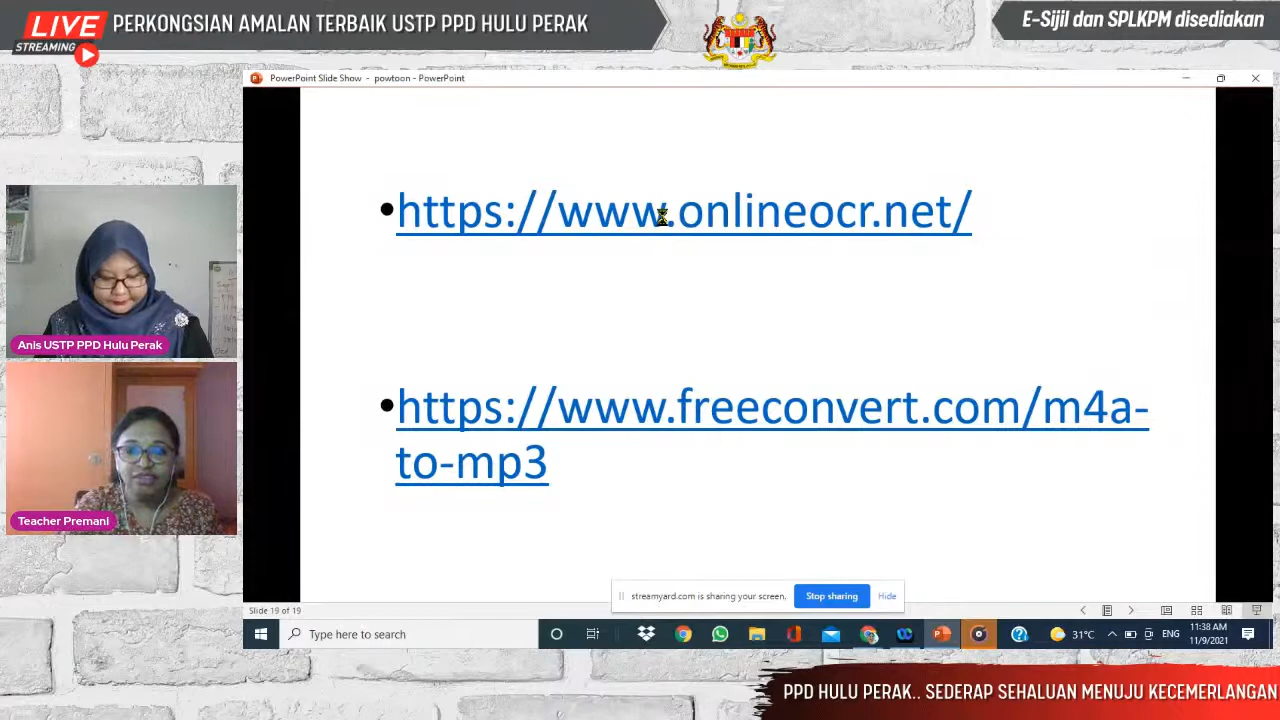 LIVE
STREAMING
PERKONGSIAN AMALAN TERBAIK USTP PPD HULU PERAK
E-Sijil dan SPLKPM disediakan
PowerPoint Slide Show - powtoon - PowerPoint
•https://www.onlineocr.net/
•https://www.freeconvert.com/m4a-
to-mp3
Anis USTP PPD Hulu Perak
Teacher Premani
streamyard.com is sharing your screen.
Stop sharing
Hide
Slide 19 of 19
Type here to search
31°C
ENG
11:38 AM
11/9/2021
PPD HULU PERAK.. SEDERAP SEHALUAN MENUJU KECEMERLANGAN